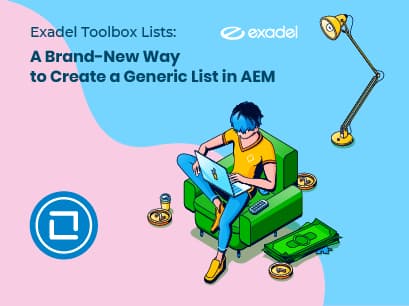 Exadel Toolbox Lists:
exadel
A Brand-New Way
to Create a Generic List in AEM